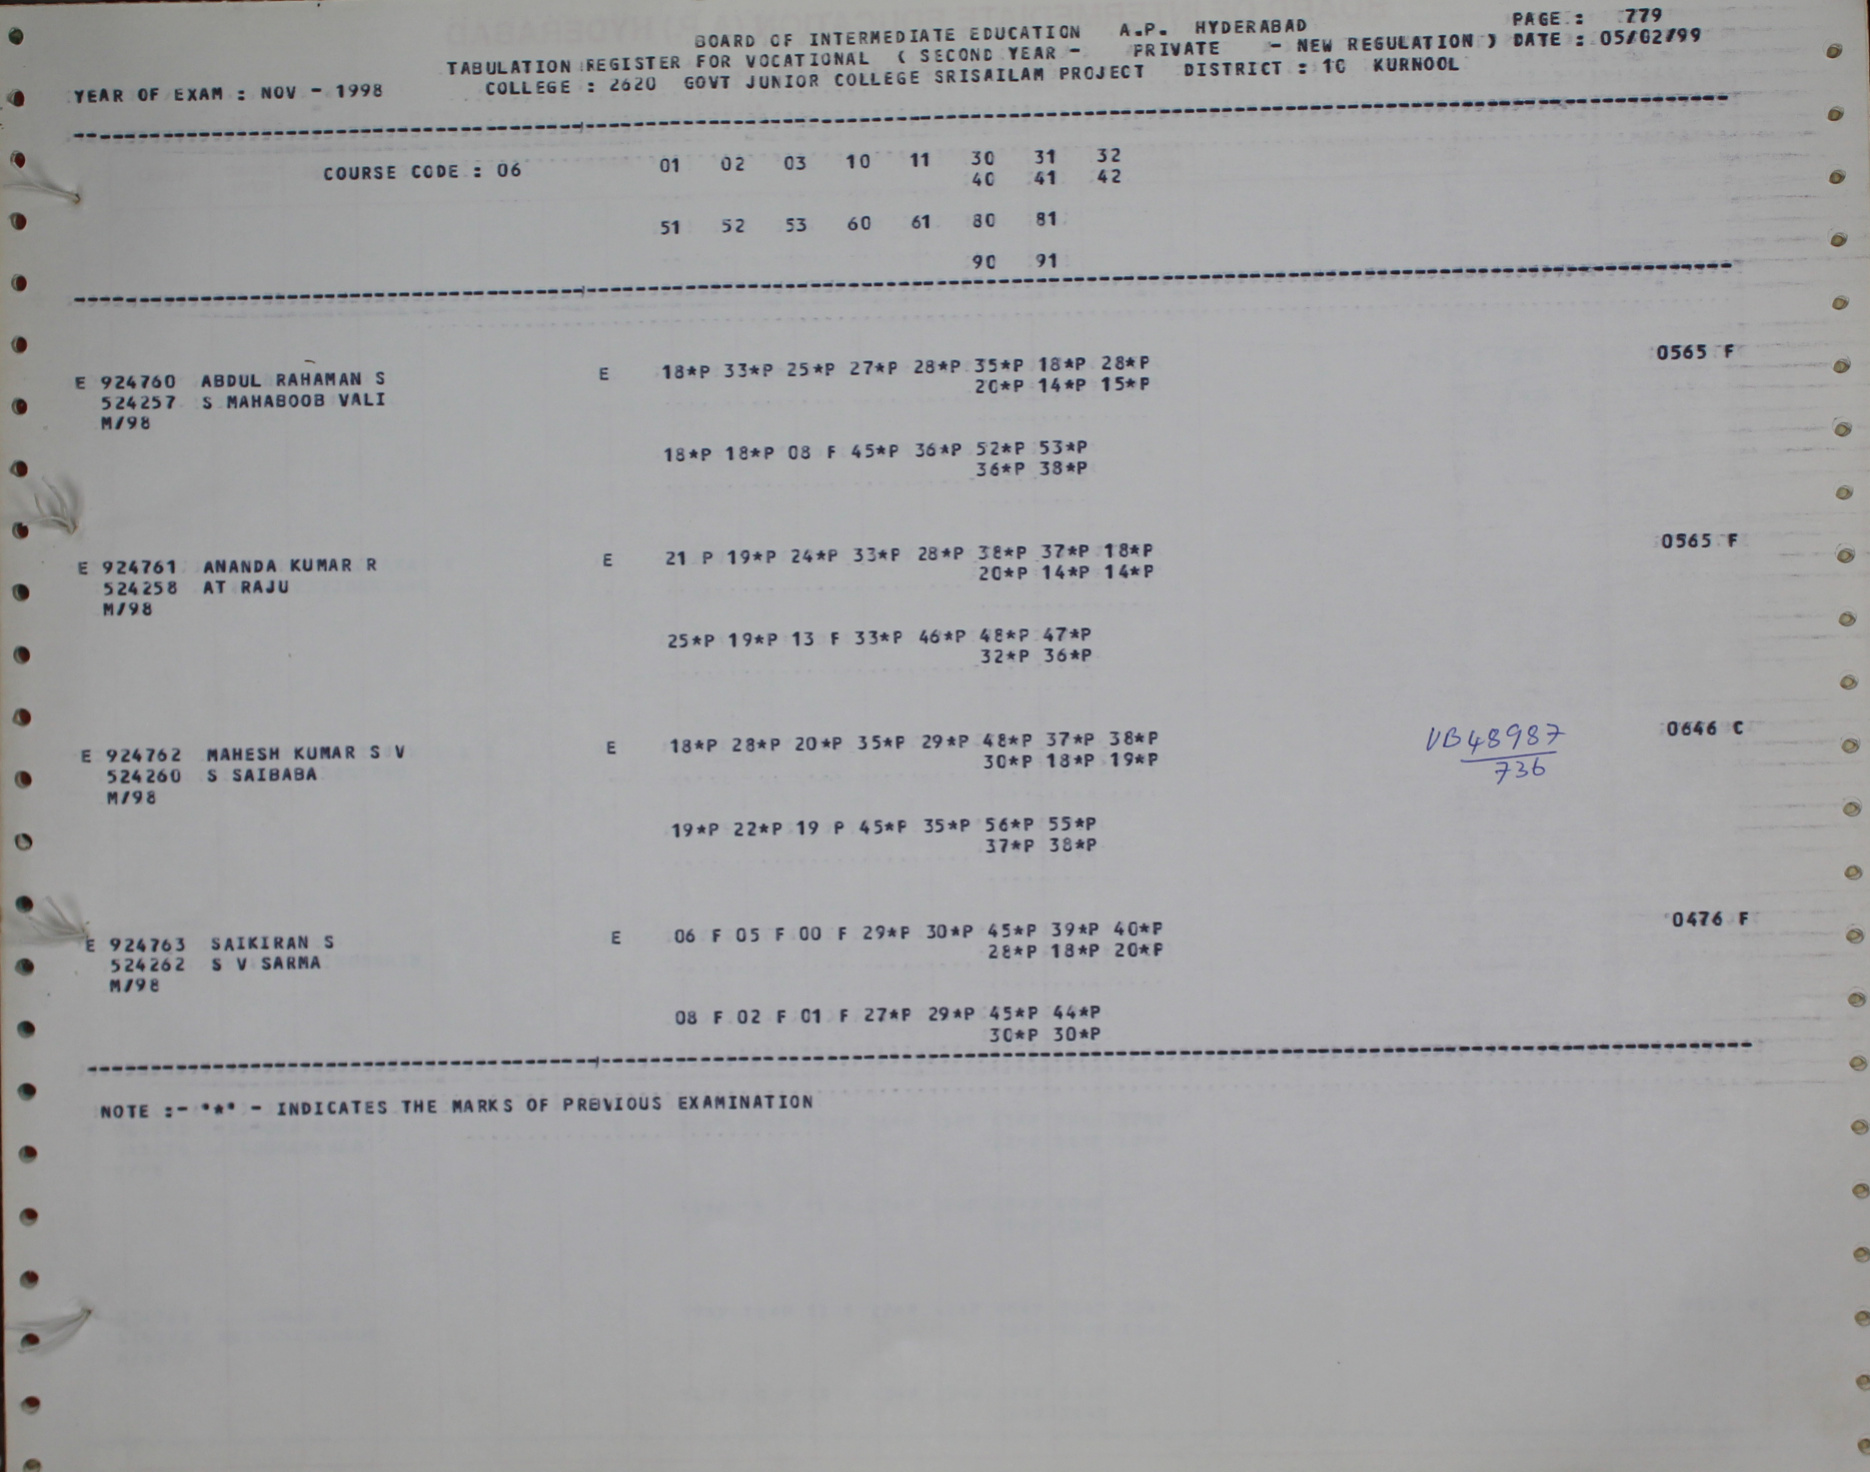 BOARD OF INTERMEDIATE EDUCATION A.P. HYDERABAD PAGE : 779
TABULATION REGISTER FOR VOCATIONAL ( SECOND YEAR - PRIVATE - NEW REGULATION ) DATE : 05/02/99
YEAR OF EXAM : NOV - 1998 COLLEGE : 2620 GOVT JUNIOR COLLEGE SRISAILAM PROJECT DISTRICT : 10 KURNOOL
COURSE CODE : 06 01 02 03 10 11 30 31 32
40 41 42
51 52 53 60 61 80 81
90 91
E 924760 ABDUL RAHAMAN S E 18*P 33*P 25*P 27*P 28*P 35*P 18*P 28*P 0565 F
524257 S MAHABOOB VALI 20*P 14*P 15*P
M/98
18*P 18*P 08 F 45*P 36*P 52*P 53*P
36*P 38*P
E 924761 ANANDA KUMAR R E 21 P 19*P 24*P 33*P 28*P 38*P 37*P 18*P 0565 F
524258 AT RAJU 20*P 14*P 14*P
M/98
25*P 19*P 13 F 33*P 46*P 48*P 47*P
32*P 36*P
E 924762 MAHESH KUMAR S V E 18*P 28*P 20*P 35*P 29*P 48*P 37*P 38*P VB48987 0646 C
524260 S SAIBABA 30*P 18*P 19*P 736
M/98
19*P 22*P 19 P 45*P 35*P 56*P 55*P
37*P 38*P
E 924763 SAIKIRAN S E 06 F 05 F 00 F 29*P 30*P 45*P 39*P 40*P 0476 F
524262 S V SARMA 28*P 18*P 20*P
M/98
08 F 02 F 01 F 27*P 29*P 45*P 44*P
30*P 30*P
NOTE :- "*" - INDICATES THE MARKS OF PREVIOUS EXAMINATION